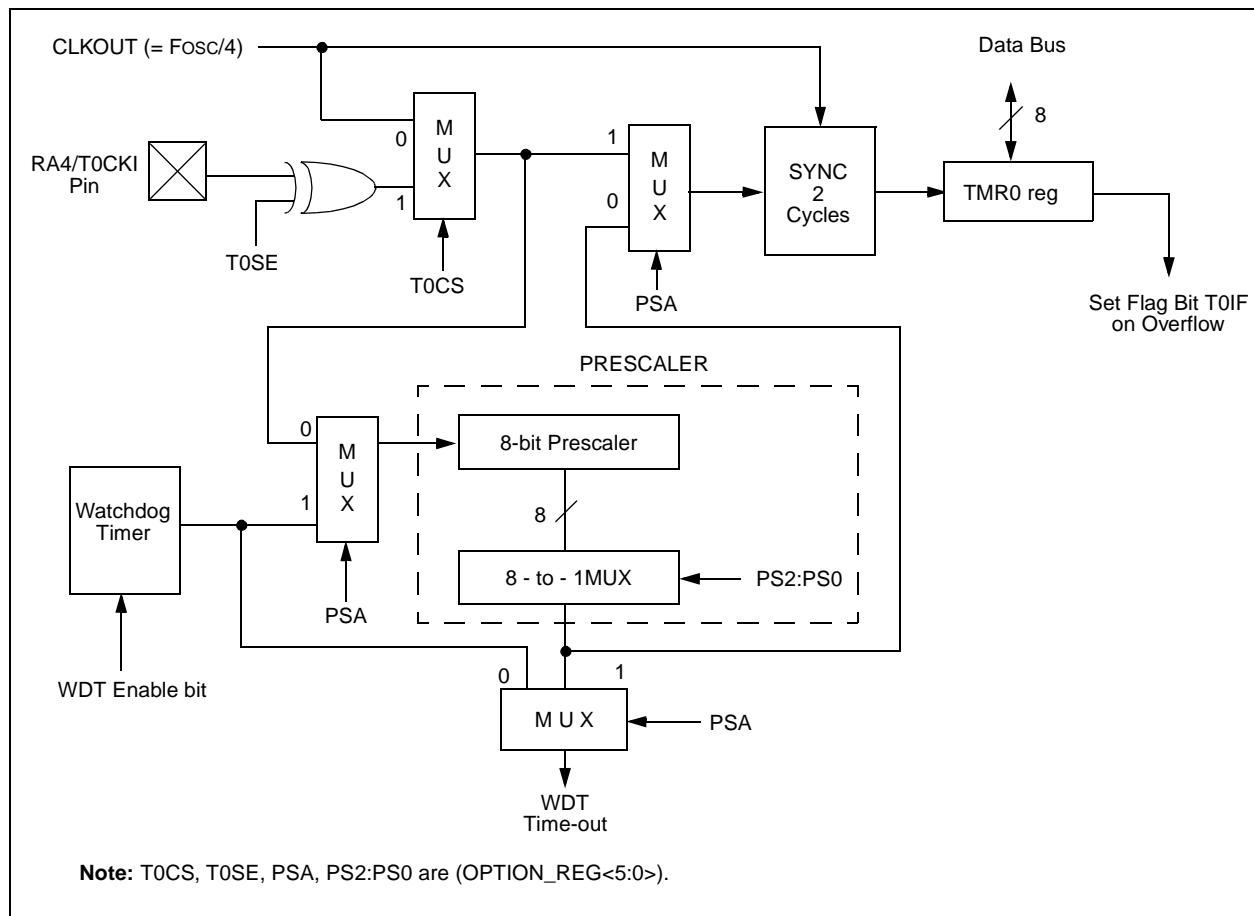 CLKOUT (= FOSC/4)
Data Bus
8
RA4/T0CKI
Pin
T0SE
0
1
M
U
X
T0CS
1
0
M
U
X
PSA
SYNC
2
Cycles
TMR0 reg
Set Flag Bit T0IF
on Overflow
PRESCALER
0
1
M
U
X
PSA
8-bit Prescaler
8
8 - to - 1MUX
PS2:PS0
Watchdog
Timer
WDT Enable bit
0
1
M U X
PSA
WDT
Time-out
Note: T0CS, T0SE, PSA, PS2:PS0 are (OPTION_REG<5:0>).